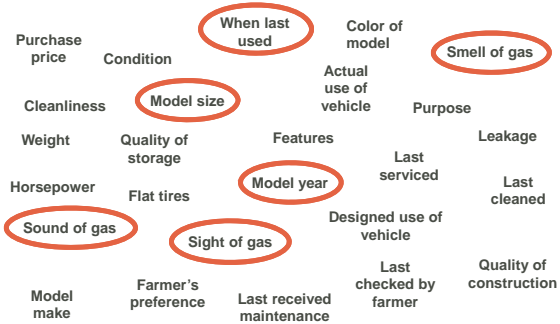 When last
used
Color of
model
Purchase
price
Condition
Smell of gas
Actual
use of
vehicle
Cleanliness
Model size
Purpose
Weight
Quality of
storage
Features
Leakage
Last
serviced
Horsepower
Flat tires
Model year
Last
cleaned
Sound of gas
Sight of gas
Designed use of
vehicle
Model
make
Farmer's
preference
Last received
maintenance
Last
checked by
farmer
Quality of
construction